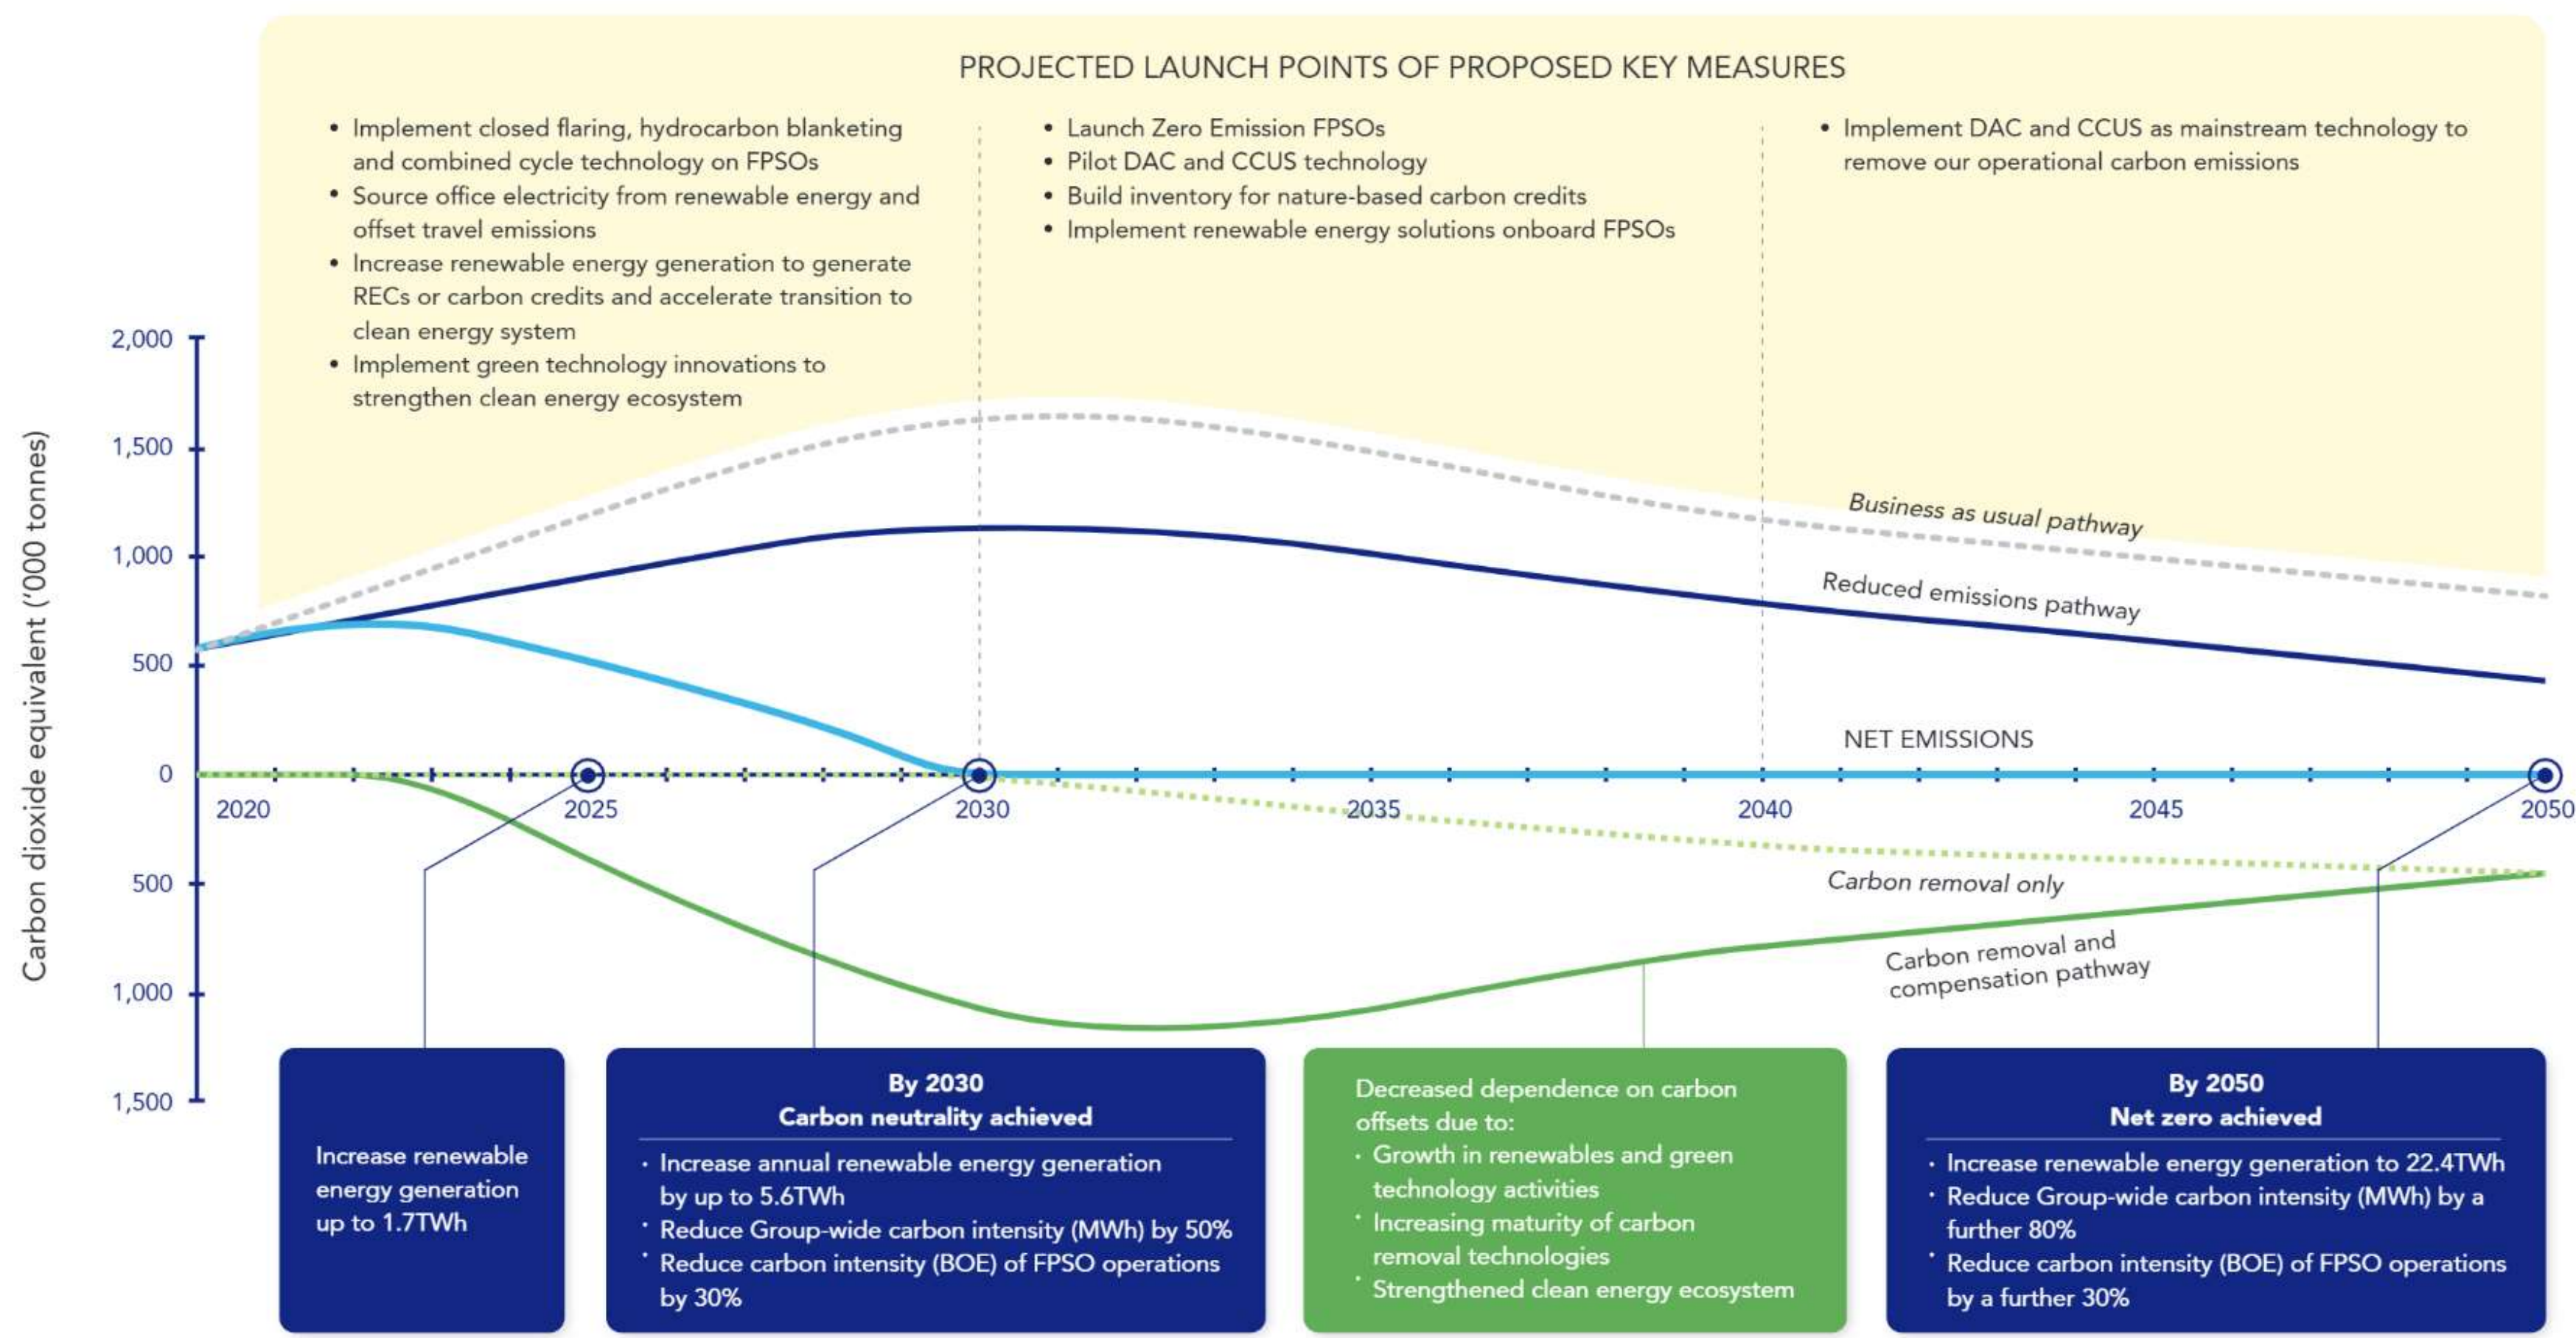 PROJECTED LAUNCH POINTS OF PROPOSED KEY MEASURES
• Implement closed flaring, hydrocarbon blanketing
and combined cycle technology on FPSOs
• Source office electricity from renewable energy and
offset travel emissions
• Increase renewable energy generation to generate
RECs or carbon credits and accelerate transition to
clean energy system
• Implement green technology innovations to
strengthen clean energy ecosystem
• Launch Zero Emission FPSOs
• Pilot DAC and CCUS technology
• Build inventory for nature-based carbon credits
• Implement renewable energy solutions onboard FPSOs
• Implement DAC and CCUS as mainstream technology to
remove our operational carbon emissions
Carbon dioxide equivalent ('000 tonnes)
2,000
1,500
1,000
500
0
500
1,000
1,500
Business as usual pathway
Reduced emissions pathway
NET EMISSIONS
2020
2025
2030
2035
2040
2045
2050
Carbon removal only
Carbon removal and
compensation pathway
Increase renewable
energy generation
up to 1.7TWh
By 2030
Carbon neutrality achieved
· Increase annual renewable energy generation
by up to 5.6TWh
· Reduce Group-wide carbon intensity (MWh) by 50%
· Reduce carbon intensity (BOE) of FPSO operations
by 30%
Decreased dependence on carbon
offsets due to:
· Growth in renewables and green
technology activities
· Increasing maturity of carbon
removal technologies
· Strengthened clean energy ecosystem
By 2050
Net zero achieved
· Increase renewable energy generation to 22.4TWh
· Reduce Group-wide carbon intensity (MWh) by a
further 80%
· Reduce carbon intensity (BOE) of FPSO operations
by a further 30%